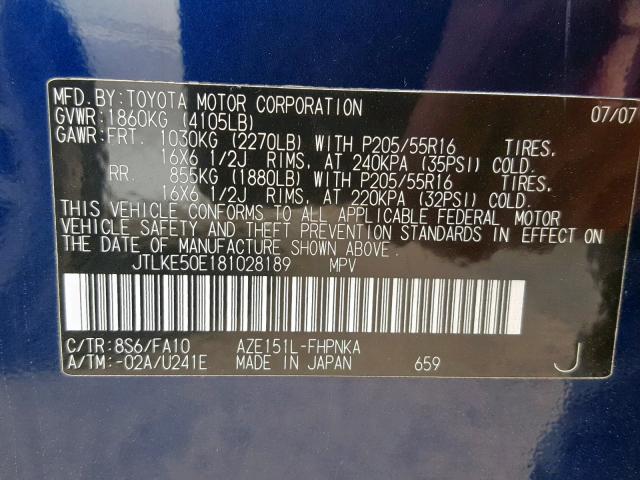 MFD.BY:TOYOTA MOTOR CORPORATION 07/07
GVWR:1860KG (4105LB)
GAWR:FRT. 1030KG (2270LB) WITH P205/55R16 TIRES,
16X6 1/2J RIMS, AT 240KPA (35PSI) COLD.
RR. 855KG (1880LB) WITH P205/55R16 TIRES,
16X6 1/2J RIMS, AT 220KPA (32PSI) COLD.
THIS VEHICLE CONFORMS TO ALL APPLICABLE FEDERAL MOTOR
VEHICLE SAFETY AND THEFT PREVENTION STANDARDS IN EFFECT ON
THE DATE OF MANUFACTURE SHOWN ABOVE.
JTLKE50E181028189 MPV
C/TR:8S6/FA10 AZE151L-FHPNKA
A/TM:-02A/U241E MADE IN JAPAN 659 J